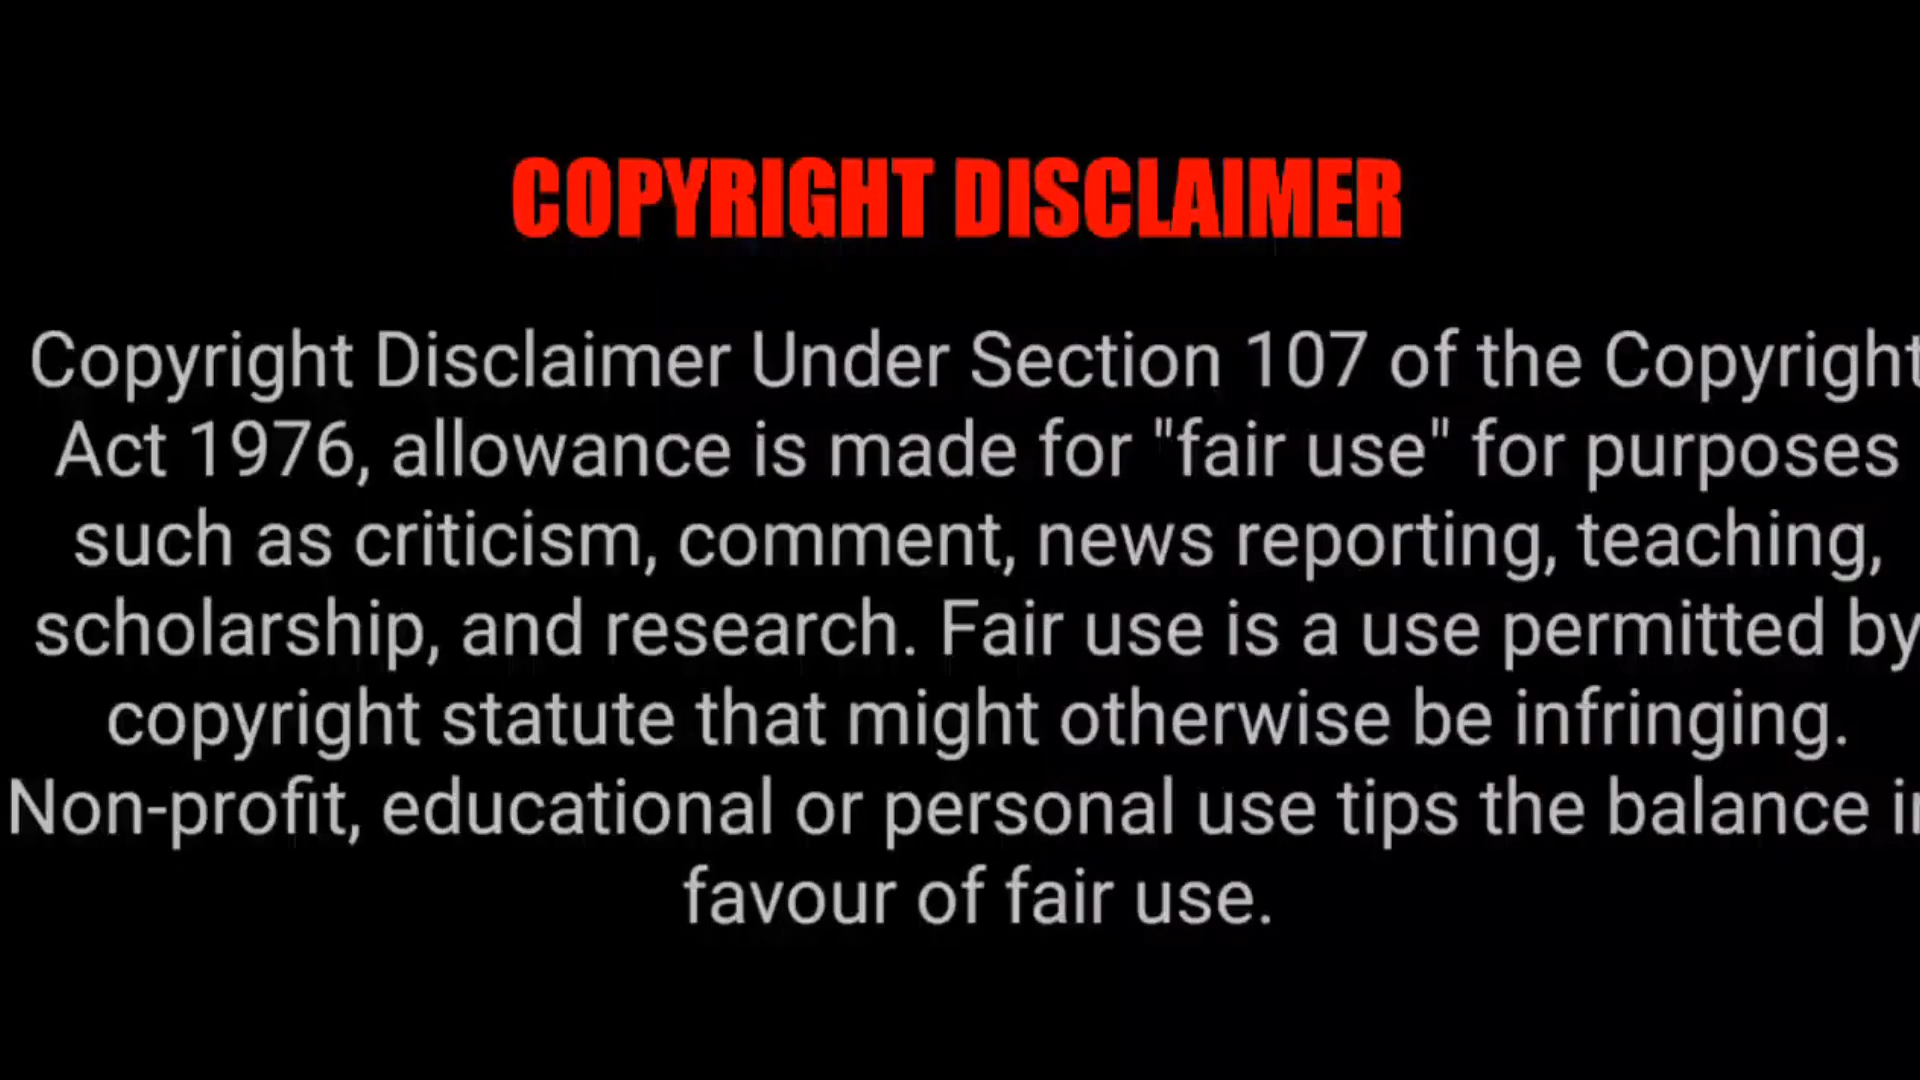 COPYRIGHT DISCLAIMER
Copyright Disclaimer Under Section 107 of the Copyright
Act 1976, allowance is made for "fair use" for purposes
such as criticism, comment, news reporting, teaching,
scholarship, and research. Fair use is a use permitted by
copyright statute that might otherwise be infringing.
Non-profit, educational or personal use tips the balance in
favour of fair use.